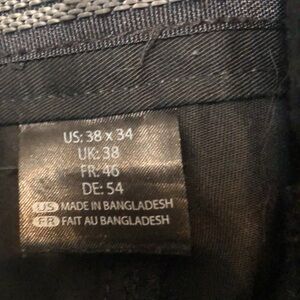 US: 38 x 34
UK: 38
FR: 46
DE: 54
US MADE IN BANGLADESH
FR FAIT AU BANGLADESH